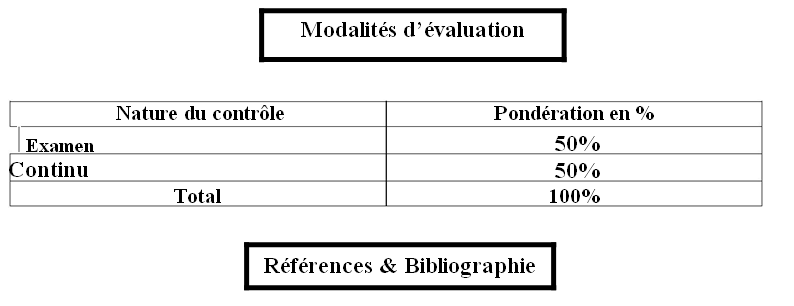 Modalités d'évaluation
Nature du contrôle Pondération en %
Examen 50%
Continu 50%
Total 100%
Références & Bibliographie